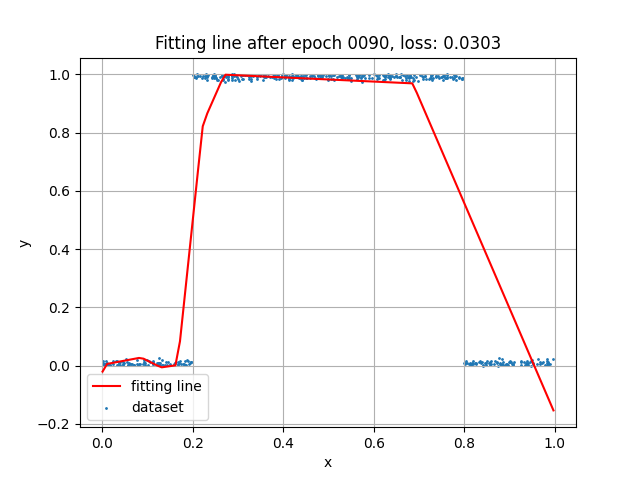 Fitting line after epoch 0090, loss: 0.0303
1.0
0.8
0.6
0.4
0.2
0.0
−0.2
y
fitting line
dataset
0.0 0.2 0.4 0.6 0.8 1.0
x